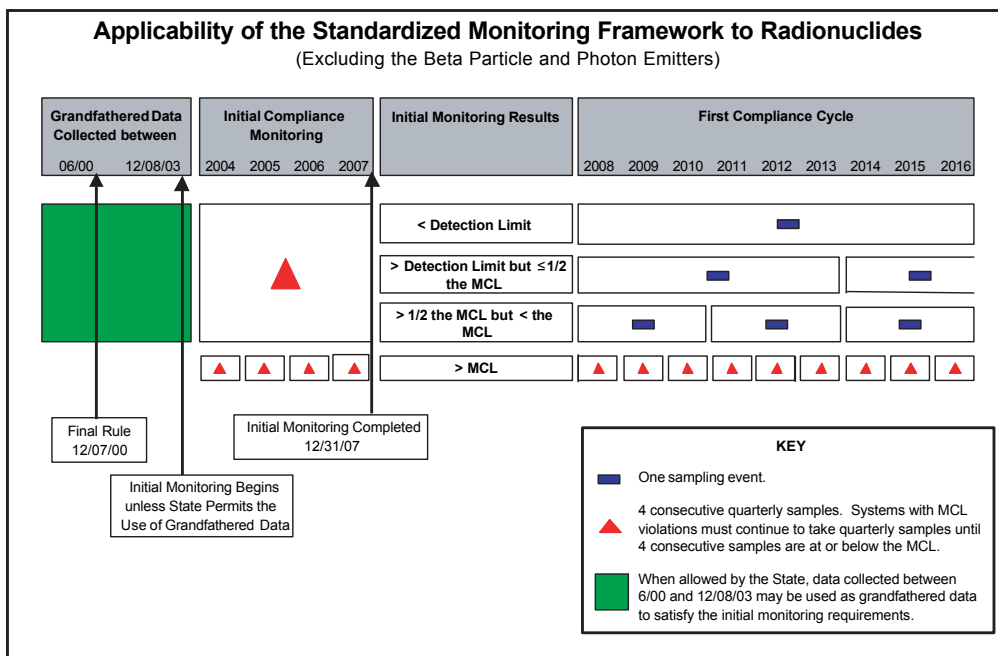 Applicability of the Standardized Monitoring Framework to Radionuclides
(Excluding the Beta Particle and Photon Emitters)
Grandfathered Data
Collected between
06/00 12/08/03
Initial Compliance
Monitoring
2004 2005 2006 2007
Initial Monitoring Results
First Compliance Cycle
2008 2009 2010 2011 2012 2013 2014 2015 2016
< Detection Limit
> Detection Limit but ≤1/2
the MCL
> 1/2 the MCL but < the
MCL
> MCL
Final Rule
12/07/00
Initial Monitoring Completed
12/31/07
Initial Monitoring Begins
unless State Permits the
Use of Grandfathered Data
KEY
One sampling event.
4 consecutive quarterly samples. Systems with MCL
violations must continue to take quarterly samples until
4 consecutive samples are at or below the MCL.
When allowed by the State, data collected between
6/00 and 12/08/03 may be used as grandfathered data
to satisfy the initial monitoring requirements.